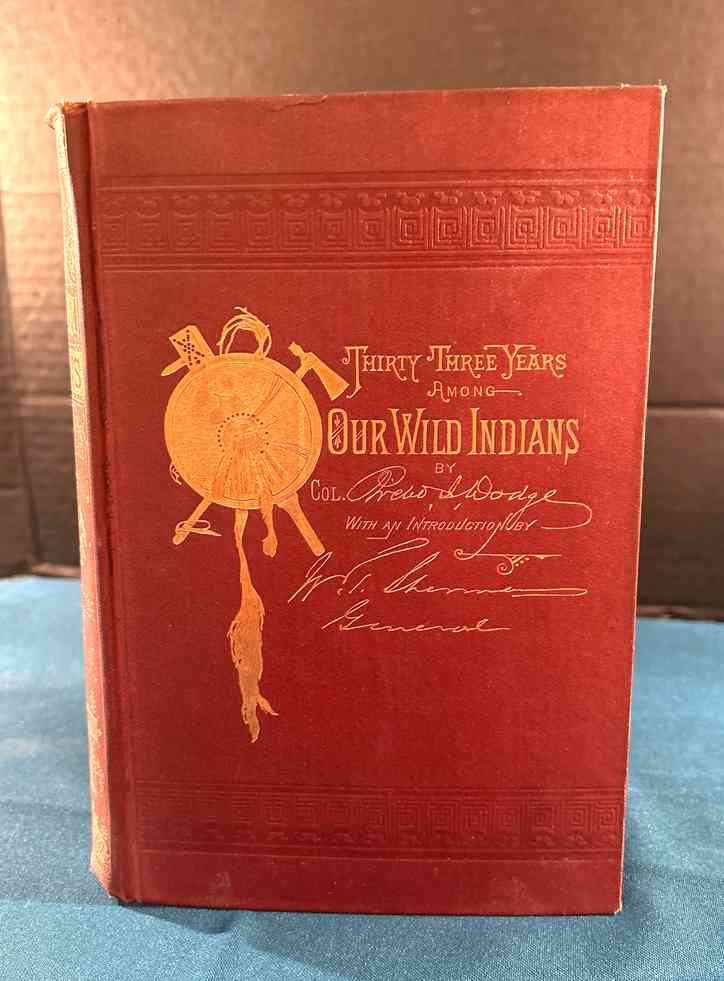 THIRTY THREE YEARS
AMONG
OUR WILD INDIANS
BY
COL. Richd I. Dodge
WITH AN INTRODUCTION BY
W. T. Sherman
General
S